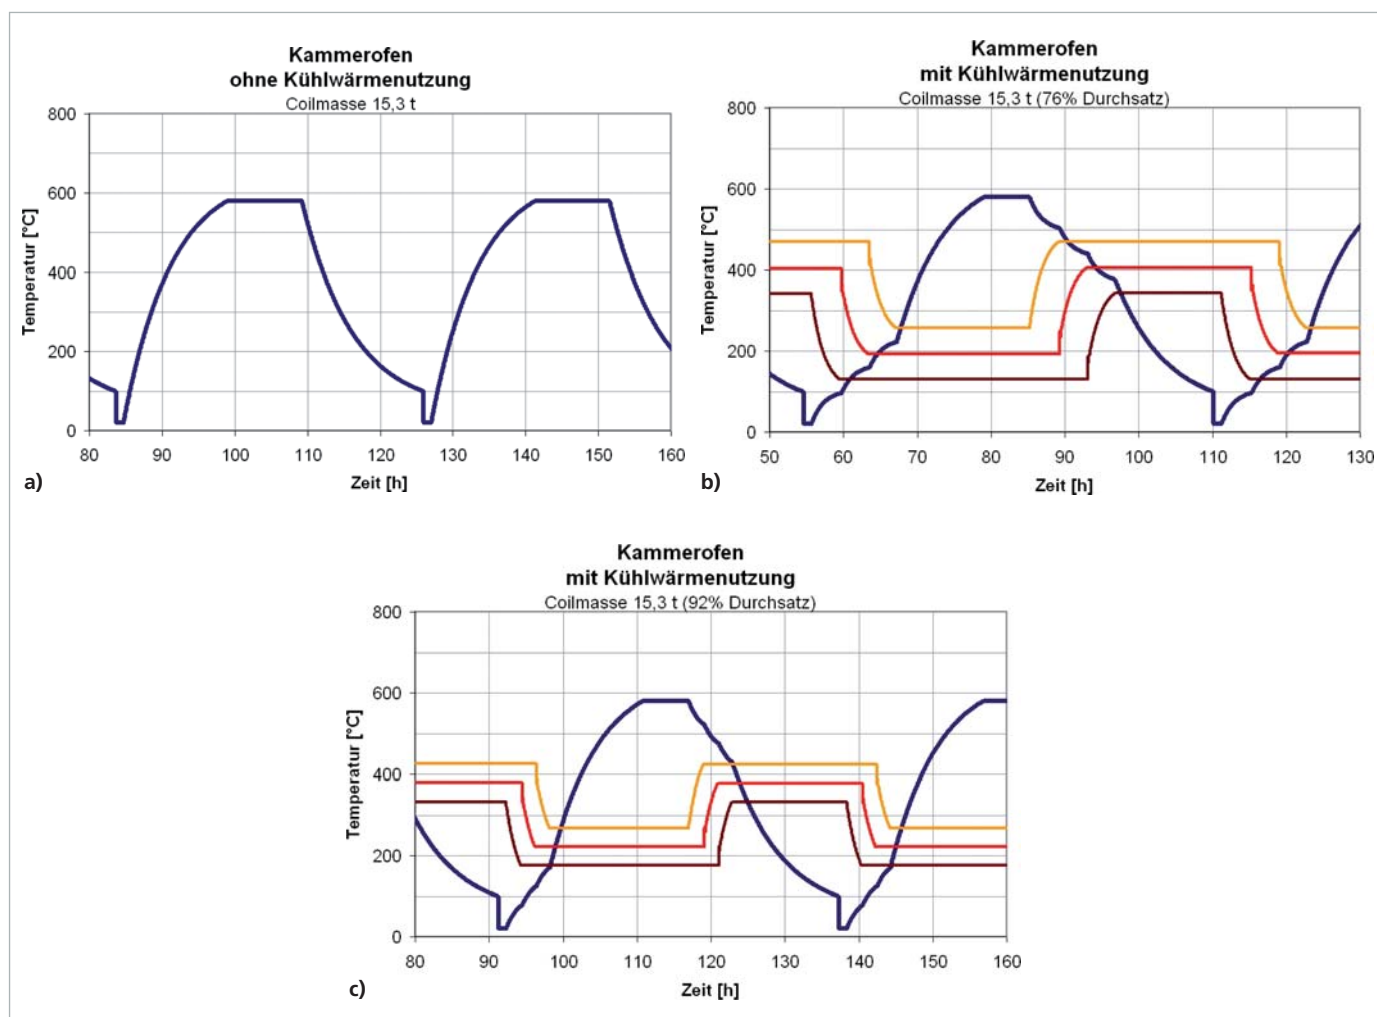 Kammerofen
ohne Kühlwärmenutzung
Coilmasse 15,3 t
800
600
400
200
0
Temperatur [°C]
80 90 100 110 120 130 140 150 160
Zeit [h]
a)
Kammerofen
mit Kühlwärmenutzung
Coilmasse 15,3 t (76% Durchsatz)
800
600
400
200
0
Temperatur [°C]
50 60 70 80 90 100 110 120 130
Zeit [h]
b)
Kammerofen
mit Kühlwärmenutzung
Coilmasse 15,3 t (92% Durchsatz)
800
600
400
200
0
Temperatur [°C]
80 90 100 110 120 130 140 150 160
Zeit [h]
c)